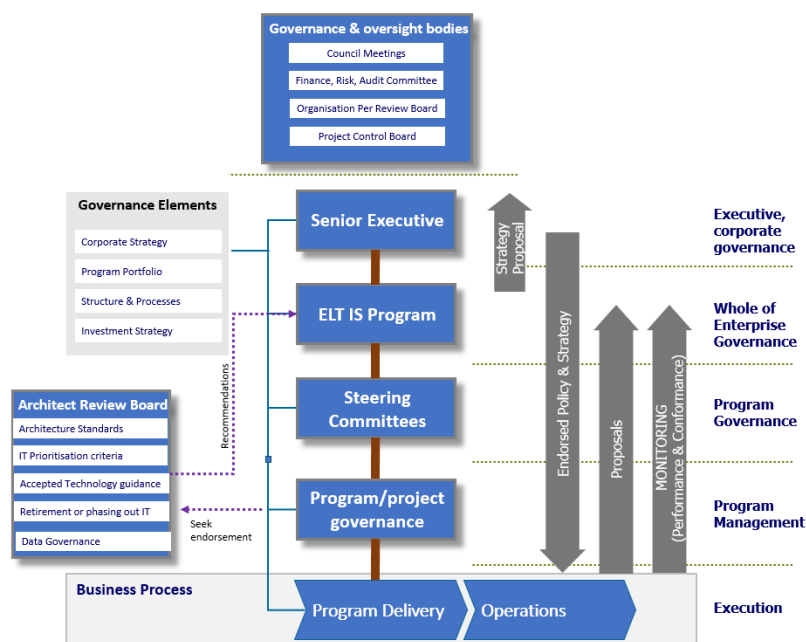 Governance & oversight bodies
Council Meetings
Finance, Risk, Audit Committee
Organisation Per Review Board
Project Control Board
Governance Elements
Corporate Strategy
Program Portfolio
Structure & Processes
Investment Strategy
Senior Executive
ELT IS Program
Steering
Committees
Program/project
governance
Architect Review Board
Architecture Standards
IT Prioritisation criteria
Accepted Technology guidance
Retirement or phasing out IT
Data Governance
Recommendations
Seek
endorsement
Strategy
Proposal
Endorsed Policy & Strategy
Proposals
MONITORING
(Performance & Conformance)
Executive,
corporate
governance
Whole of
Enterprise
Governance
Program
Governance
Program
Management
Execution
Business Process
Program Delivery
Operations